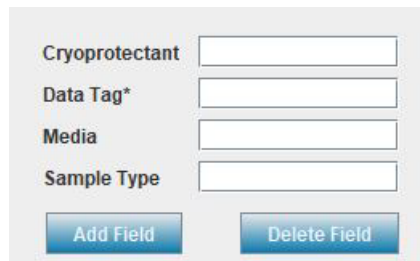 Cryoprotectant
Data Tag*
Media
Sample Type
Add Field Delete Field